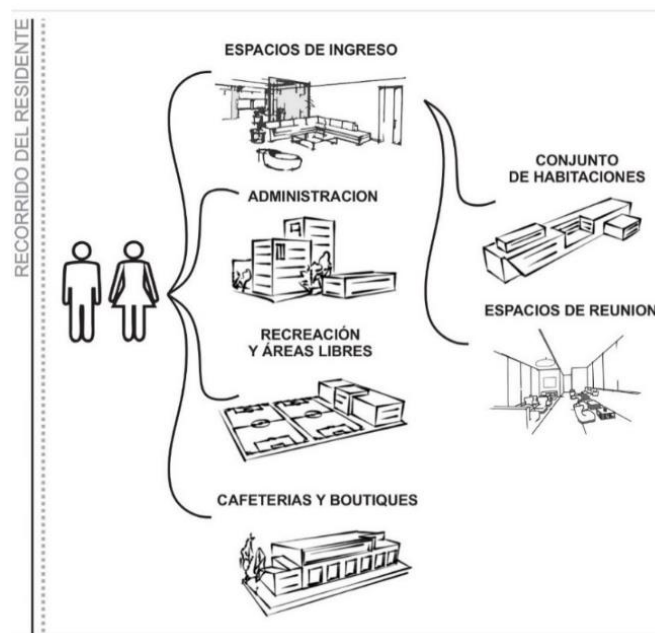 RECORRIDO DEL RESIDENTE
ESPACIOS DE INGRESO
ADMINISTRACION
RECREACIÓN
Y ÁREAS LIBRES
CAFETERIAS Y BOUTIQUES
CONJUNTO
DE HABITACIONES
ESPACIOS DE REUNION